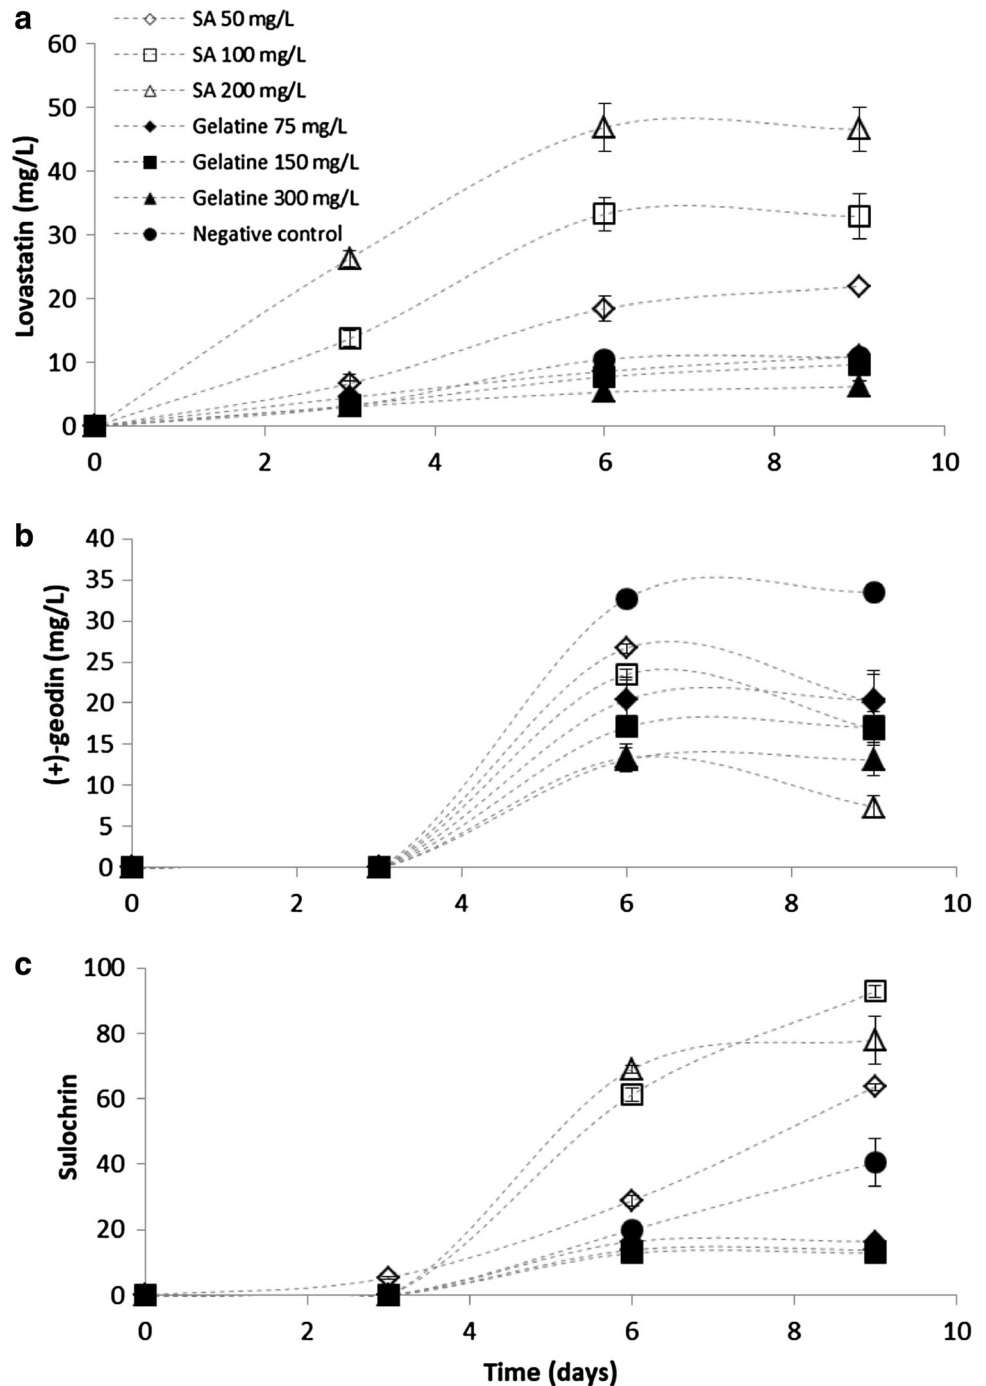 a
SA 50 mg/L
SA 100 mg/L
SA 200 mg/L
Gelatine 75 mg/L
Gelatine 150 mg/L
Gelatine 300 mg/L
Negative control
Lovastatin (mg/L)
60
50
40
30
20
10
0
0 2 4 6 8 10
b
(+)-geodin (mg/L)
40
35
30
25
20
15
10
5
0
0 2 4 6 8 10
c
Sulochrin
100
80
60
40
20
0
0 2 4 6 8 10
Time (days)